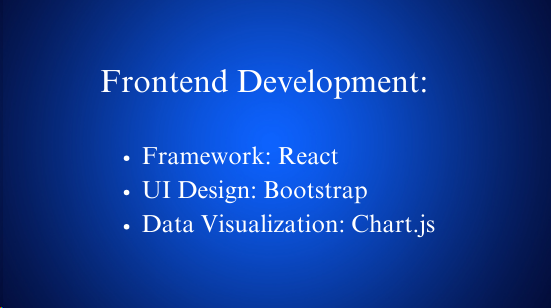 Frontend Development:
• Framework: React
• UI Design: Bootstrap
• Data Visualization: Chart.js